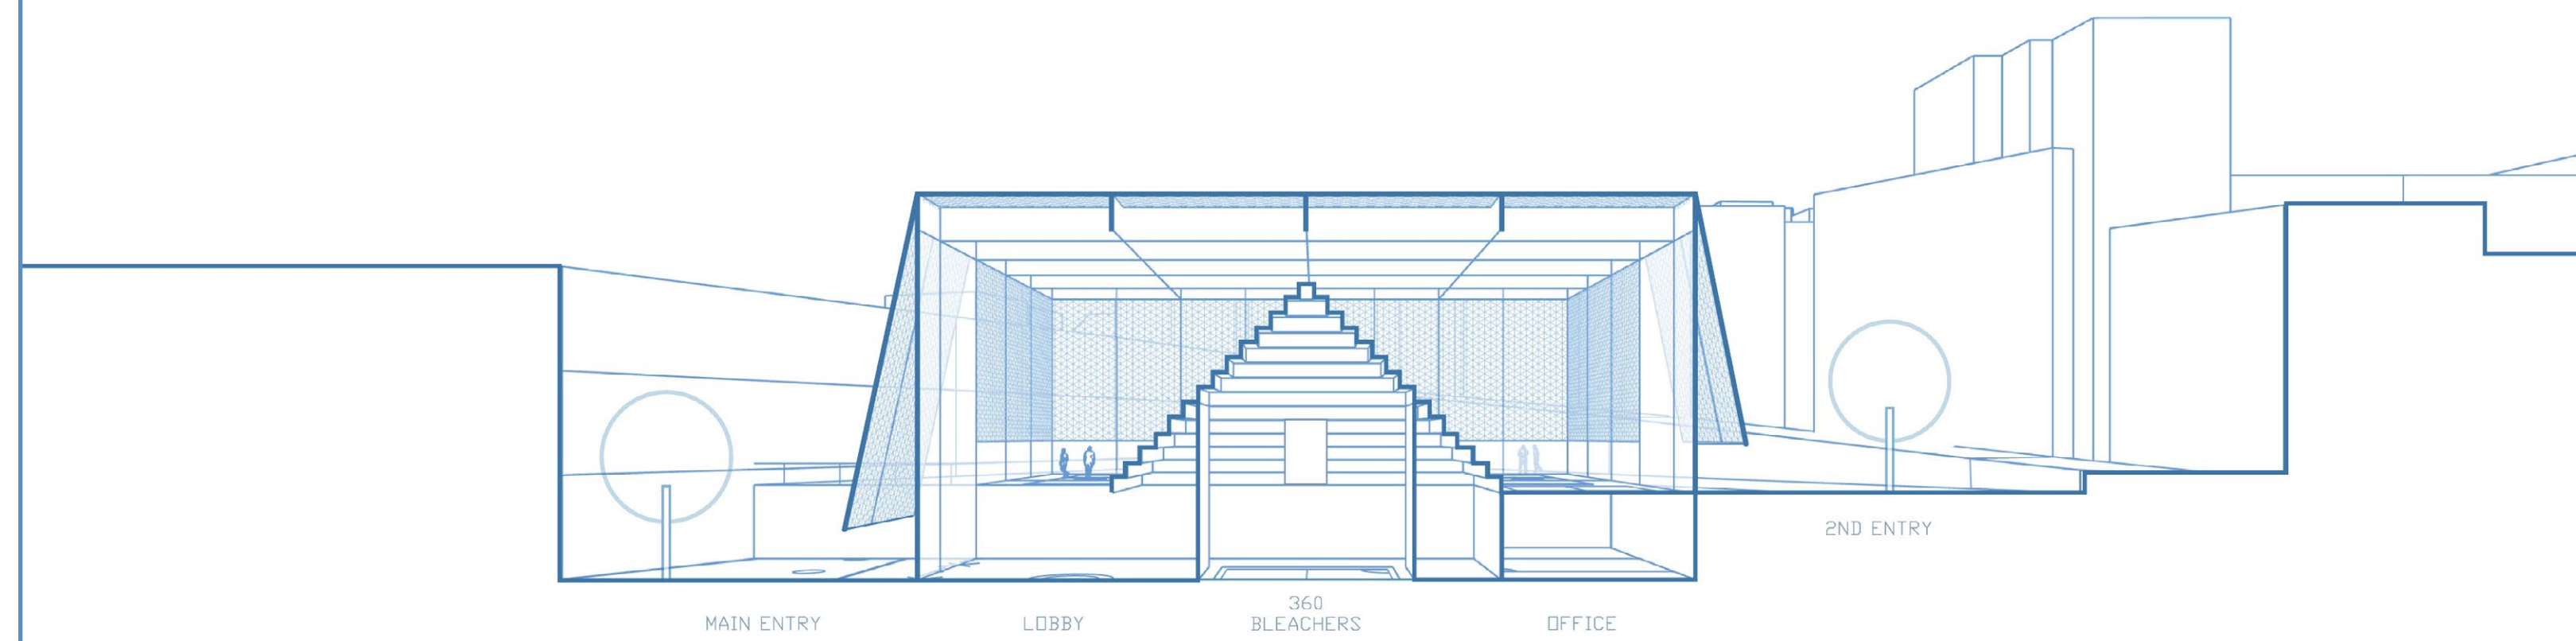 2ND ENTRY
MAIN ENTRY
LOBBY
360
BLEACHERS
OFFICE